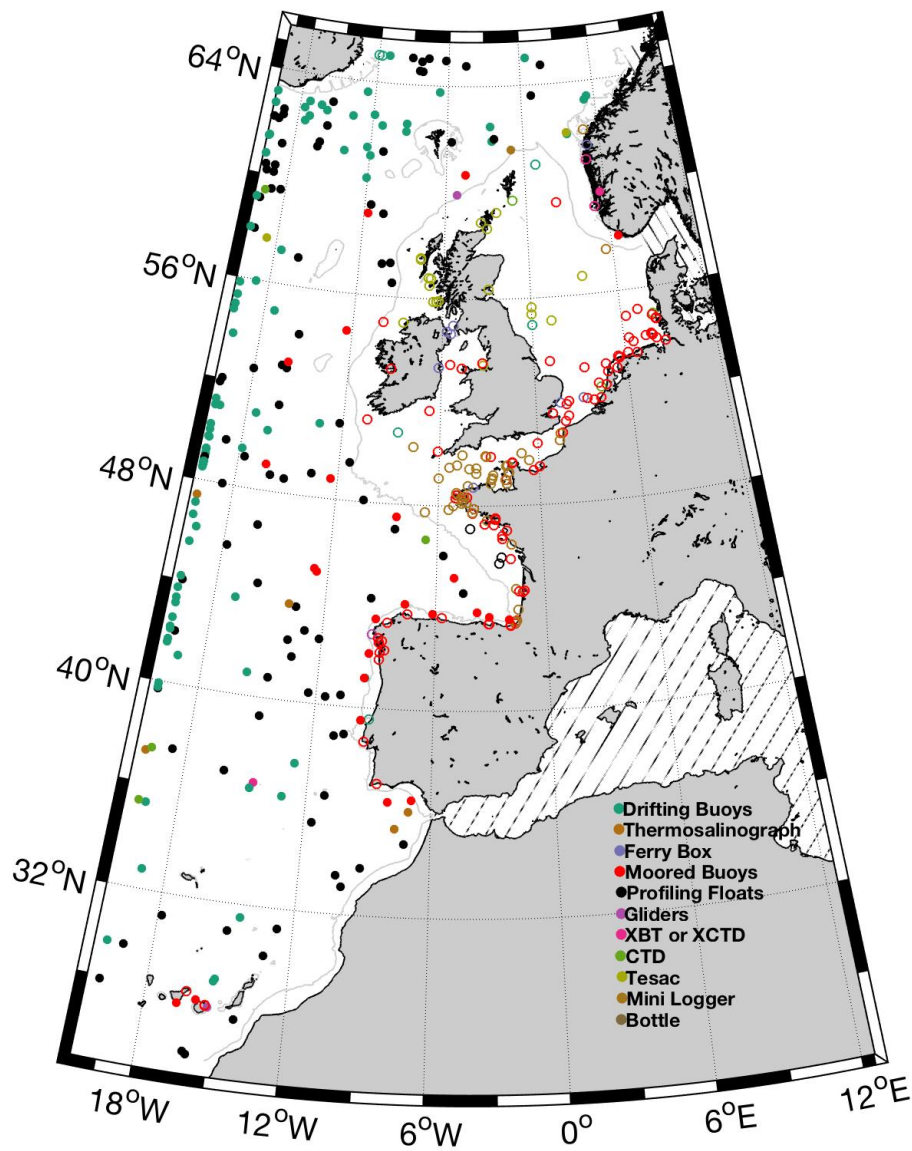 64°N
56°N
48°N
40°N
32°N
Drifting Buoys
Thermosalinograph
Ferry Box
Moored Buoys
Profiling Floats
Gliders
XBT or XCTD
CTD
Tesac
Mini Logger
Bottle
18°W
12°W
6°W
0°
6°E
12°E